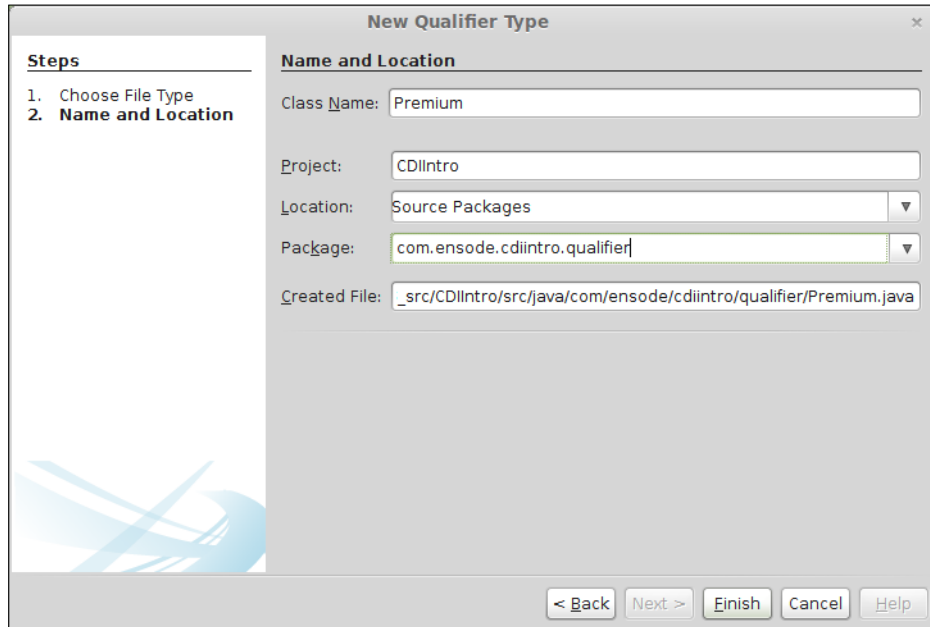 New Qualifier Type
Steps
1. Choose File Type
2. Name and Location
Name and Location
Class Name: Premium
Project: CDIIntro
Location: Source Packages
Package: com.ensode.cdiintro.qualifier
Created File: _src/CDIIntro/src/java/com/ensode/cdiintro/qualifier/Premium.java
< Back Next > Finish Cancel Help